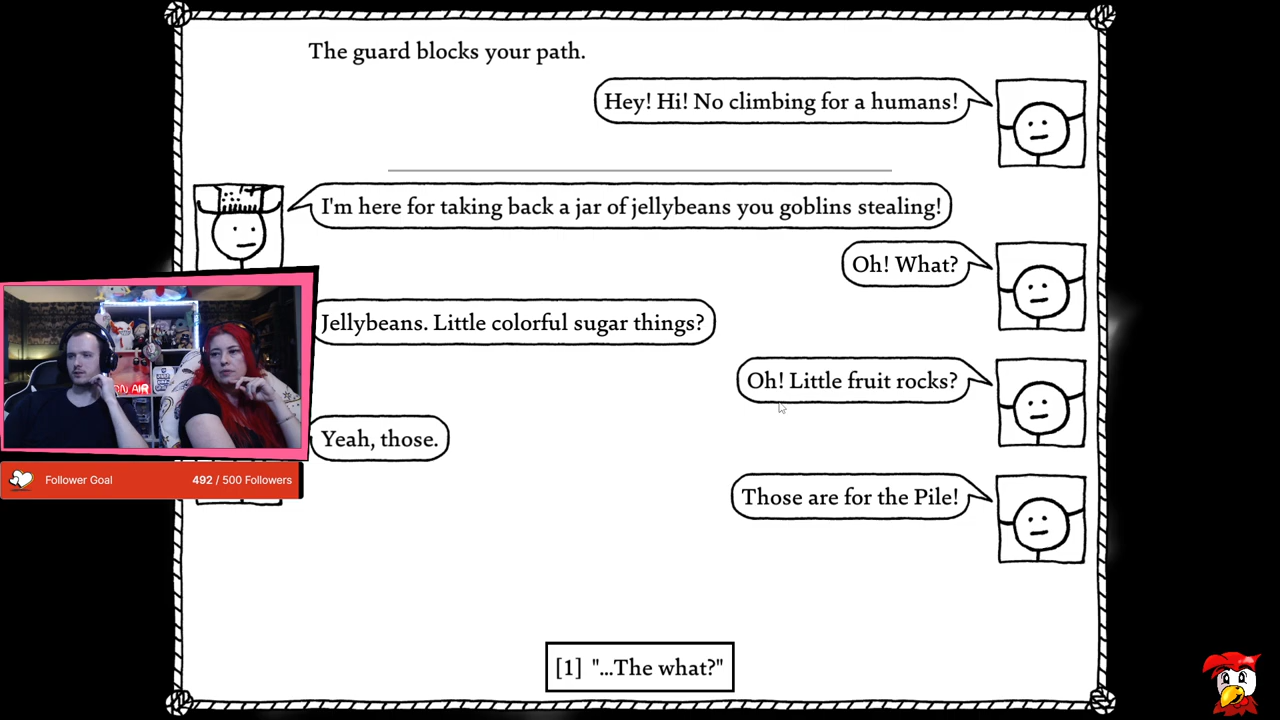 The guard blocks your path.
Hey! Hi! No climbing for a humans!
I'm here for taking back a jar of jellybeans you goblins stealing!
Oh! What?
Jellybeans. Little colorful sugar things?
Oh! Little fruit rocks?
ON AIR
Yeah, those.
Follower Goal 492 / 500 Followers
Those are for the Pile!
[1] "...The what?"